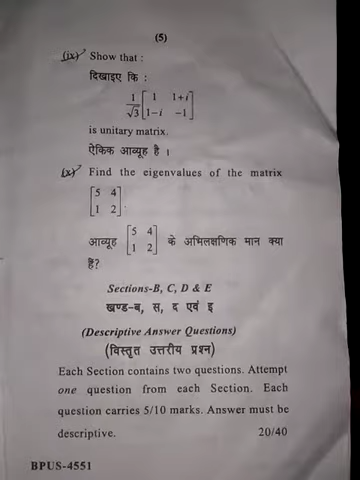 (5)
(ix) Show that :
दिखाइए कि :
1/√3 [1 1+i
1−i −1]
is unitary matrix.
ऐकिक आव्यूह है ।
(x) Find the eigenvalues of the matrix
[5 4
1 2].
आव्यूह [5 4
1 2] के अभिलक्षणिक मान क्या
हैं?
Sections-B, C, D & E
खण्ड-ब, स, द एवं इ
(Descriptive Answer Questions)
(विस्तृत उत्तरीय प्रश्न)
Each Section contains two questions. Attempt
one question from each Section. Each
question carries 5/10 marks. Answer must be
descriptive. 20/40
BPUS-4551